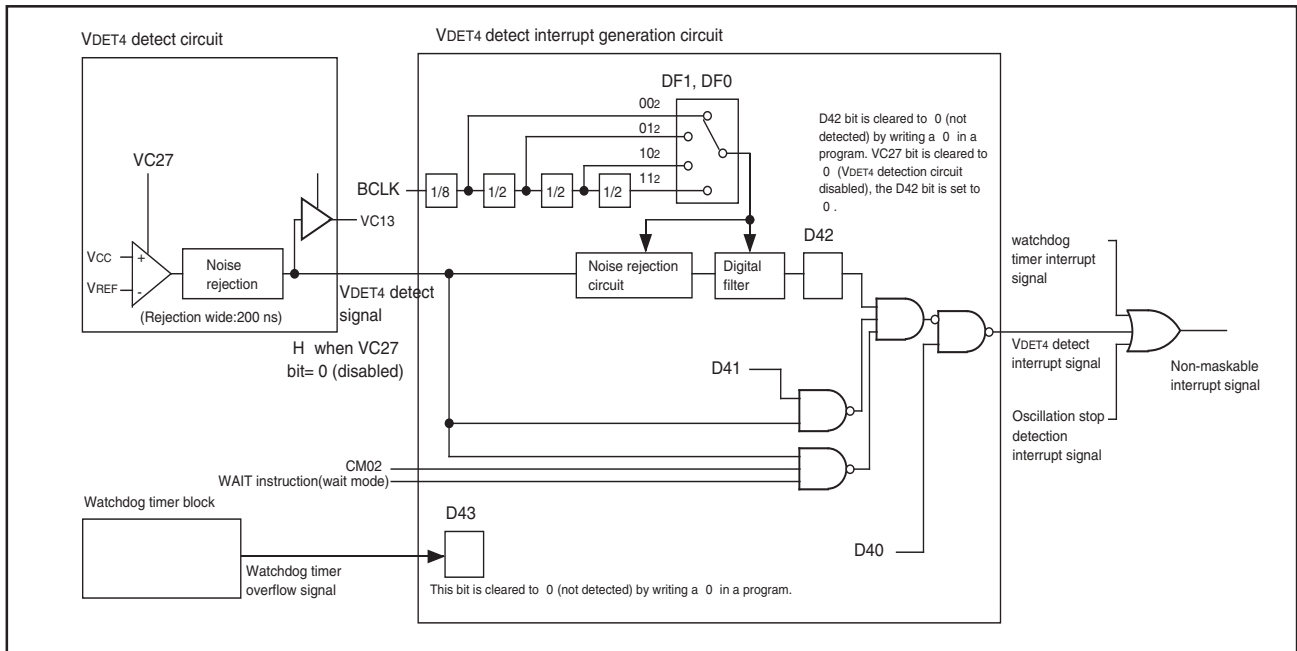 VDET4 detect circuit
VC27
VCC
+
VREF
-
Noise
rejection
(Rejection wide:200 ns)
VC13
VDET4 detect
signal
H when VC27
bit= 0 (disabled)
VDET4 detect interrupt generation circuit
DF1, DF0
002
012
102
112
BCLK
1/8
1/2
1/2
1/2
D42 bit is cleared to 0 (not
detected) by writing a 0 in a
program. VC27 bit is cleared to
0 (VDET4 detection circuit
disabled), the D42 bit is set to
0 .
Noise rejection
circuit
Digital
filter
D42
D41
CM02
WAIT instruction(wait mode)
D40
watchdog
timer interrupt
signal
VDET4 detect
interrupt signal
Oscillation stop
detection
interrupt signal
Non-maskable
interrupt signal
Watchdog timer block
Watchdog timer
overflow signal
D43
This bit is cleared to 0 (not detected) by writing a 0 in a program.